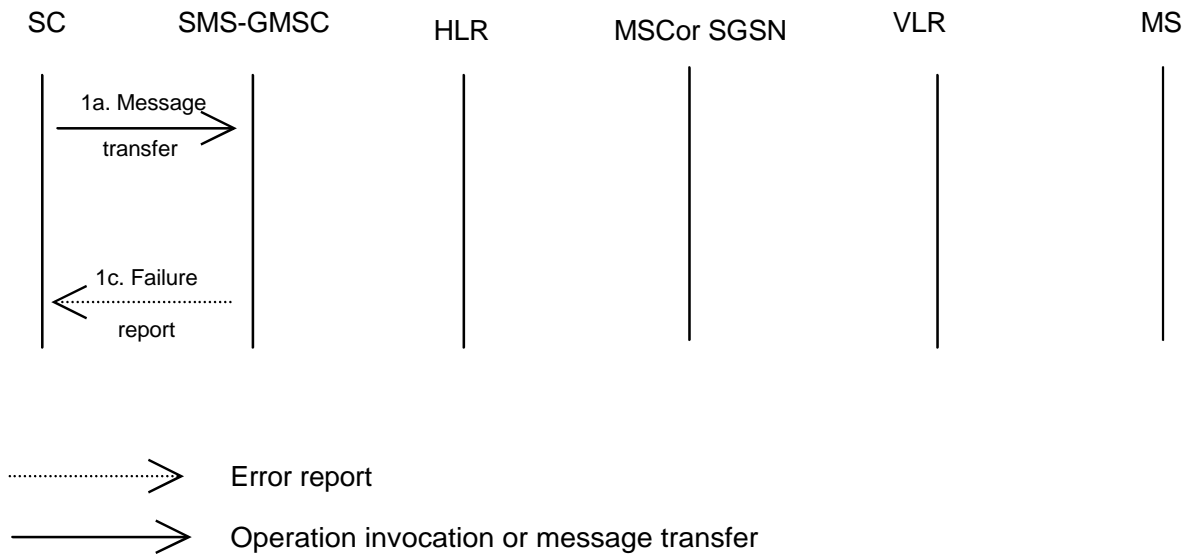 SC SMS-GMSC HLR MSCor SGSN VLR MS
1a. Message
transfer
1c. Failure
report
Error report
Operation invocation or message transfer